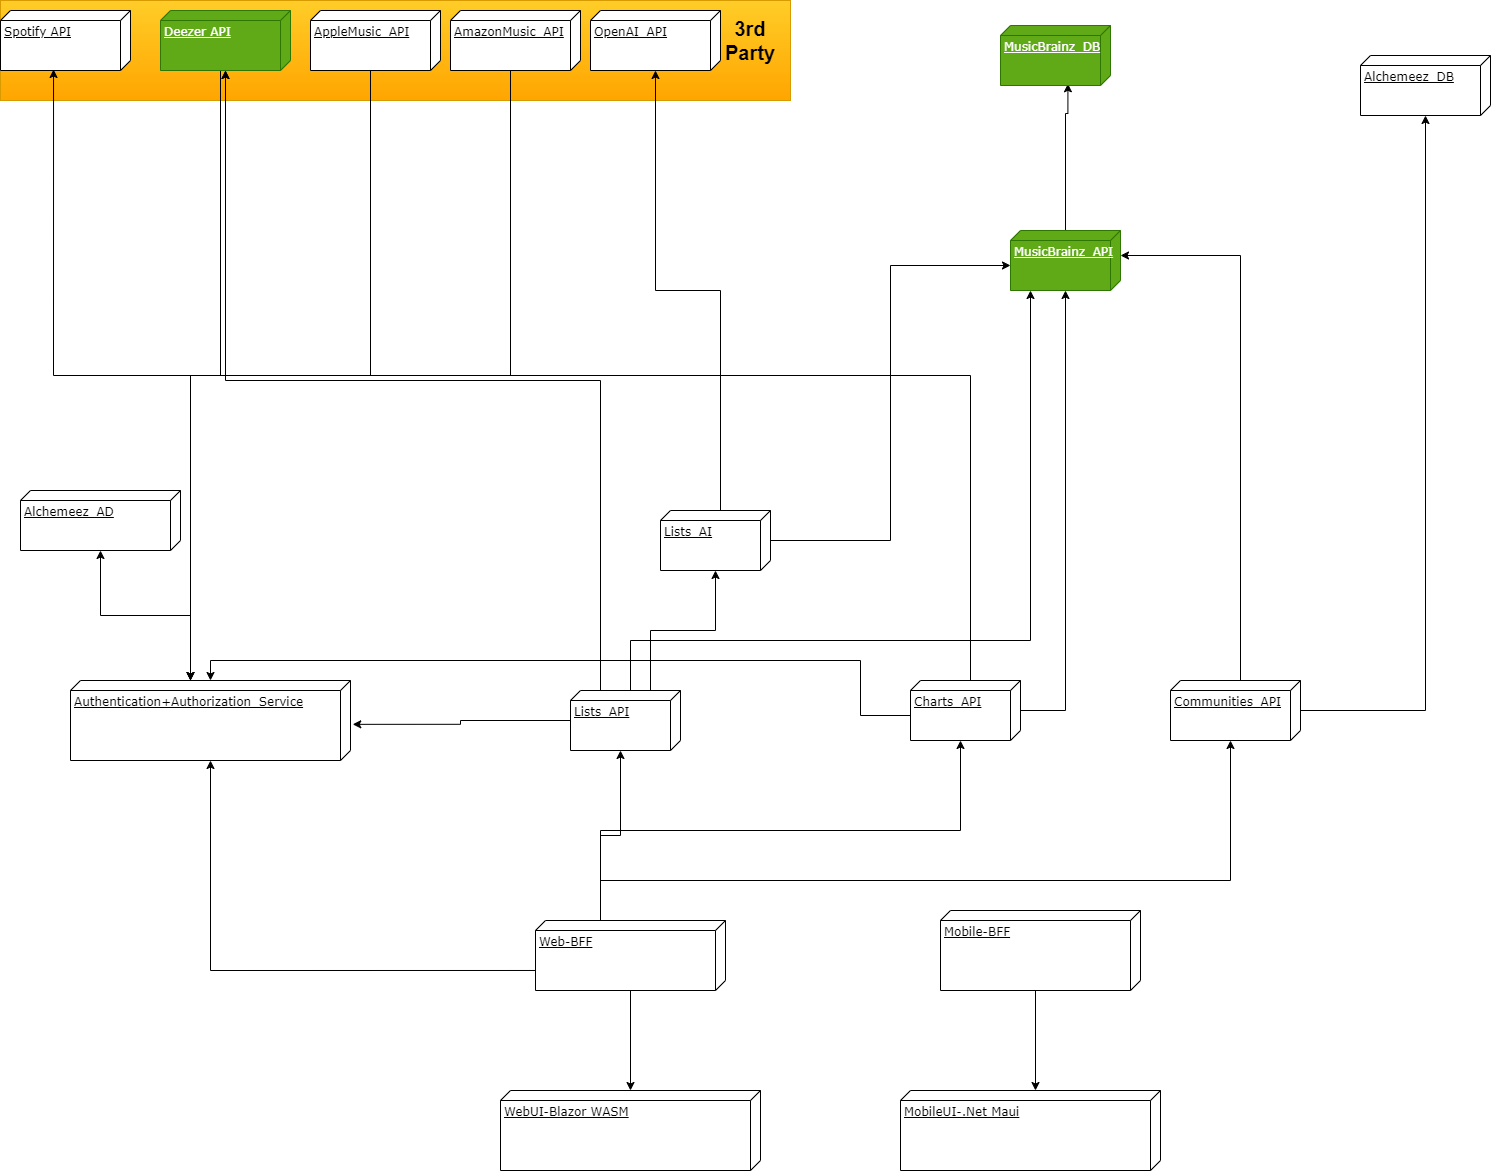 Spotify API
Deezer API
AppleMusic_API
AmazonMusic_API
OpenAI_API
3rd
Party
MusicBrainz_DB
Alchemeez_DB
MusicBrainz_API
Alchemeez_AD
Lists_AI
Authentication+Authorization_Service
Lists_API
Charts_API
Communities_API
Web-BFF
Mobile-BFF
WebUI-Blazor WASM
MobileUI-.Net Maui